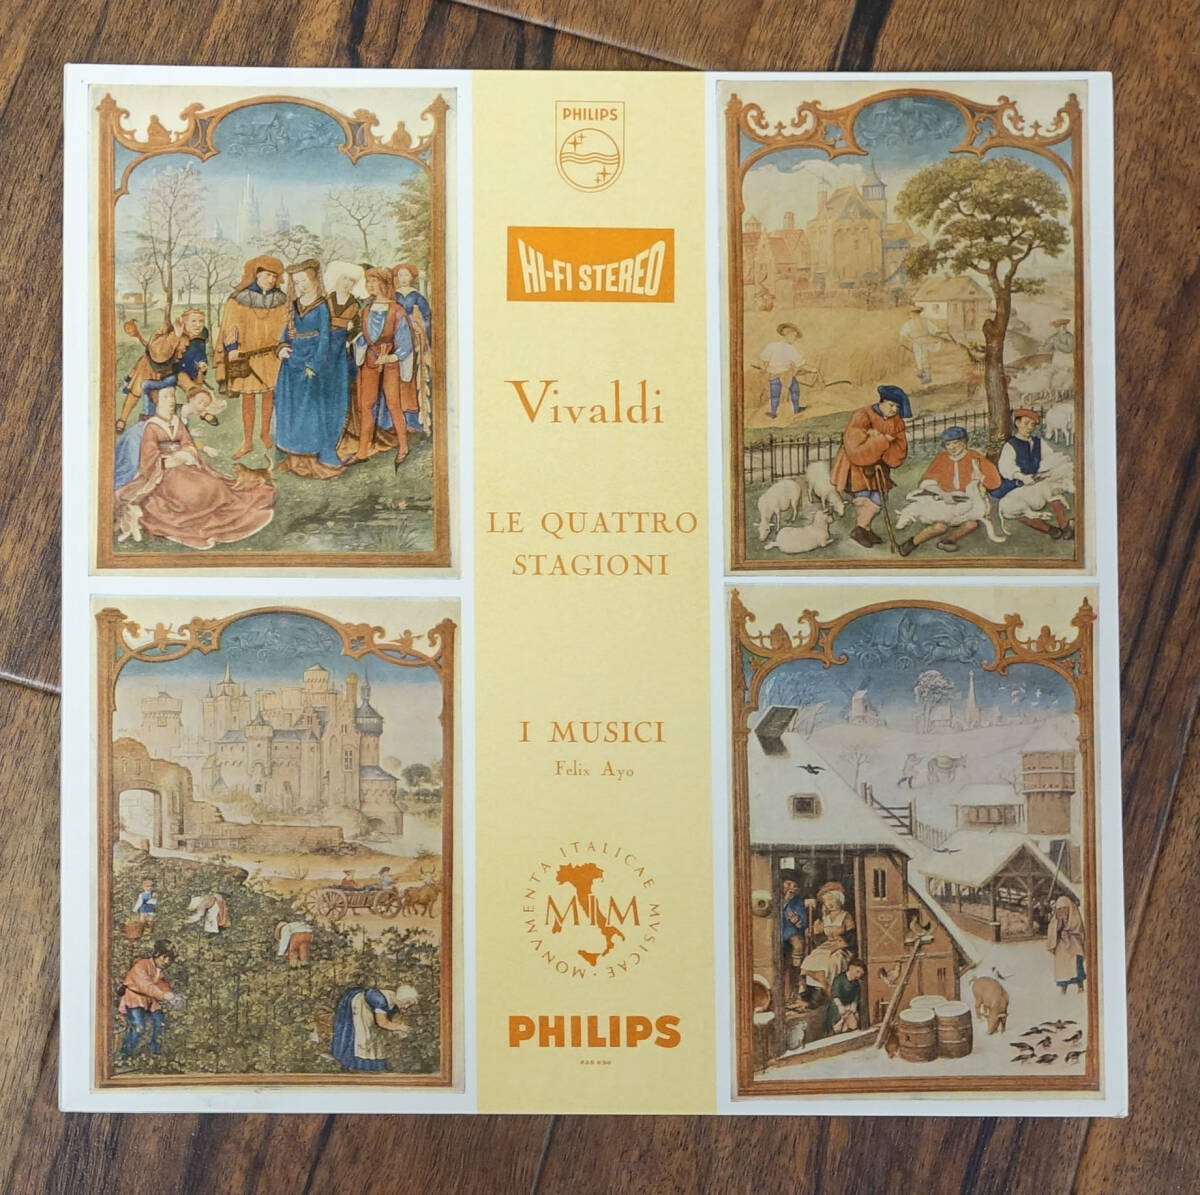 PHILIPS
HI-FI STEREO
Vivaldi
LE QUATTRO
STAGIONI
I MUSICI
Felix Ayo
MONVMENTA ITALICAE MVSICAE
MIM
PHILIPS